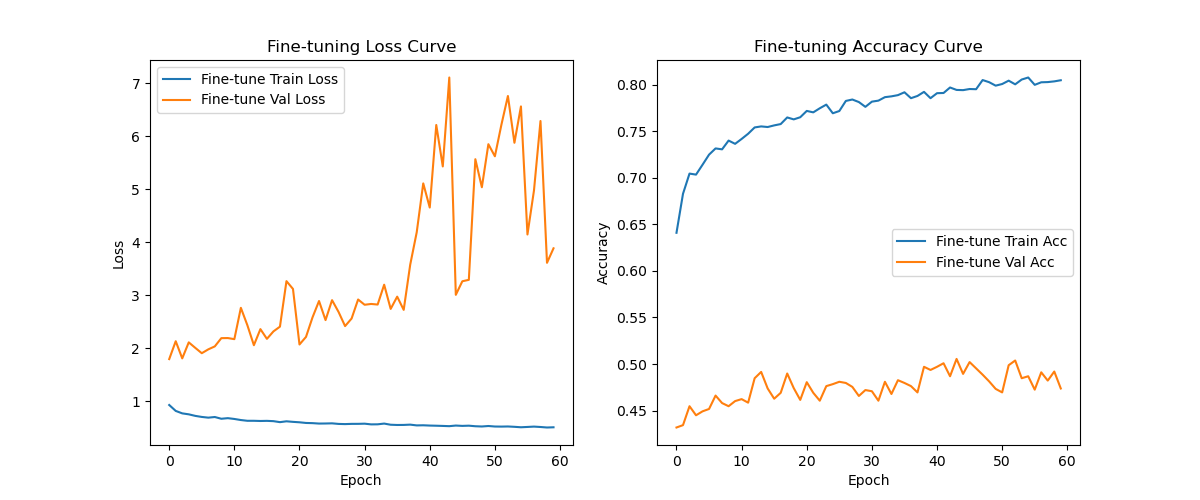 Fine-tuning Loss Curve
Fine-tune Train Loss
Fine-tune Val Loss
7
6
5
4
3
2
1
Loss
0 10 20 30 40 50 60
Epoch
Fine-tuning Accuracy Curve
0.80
0.75
0.70
0.65
0.60
0.55
0.50
0.45
Accuracy
Fine-tune Train Acc
Fine-tune Val Acc
0 10 20 30 40 50 60
Epoch